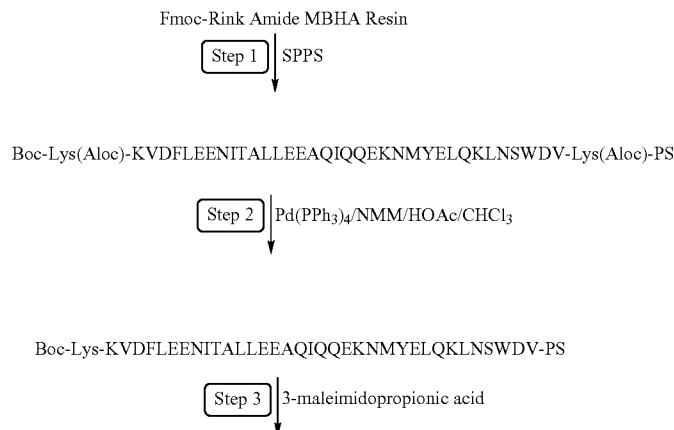 Fmoc-Rink Amide MBHA Resin
Step 1 SPPS
Boc-Lys(Aloc)-KVDFLEENITALLEEAQIQQEKNMYELQKLNSWDV-Lys(Aloc)-PS
Step 2 Pd(PPh3)4/NMM/HOAc/CHCl3
Boc-Lys-KVDFLEENITALLEEAQIQQEKNMYELQKLNSWDV-PS
Step 3 3-maleimidopropionic acid